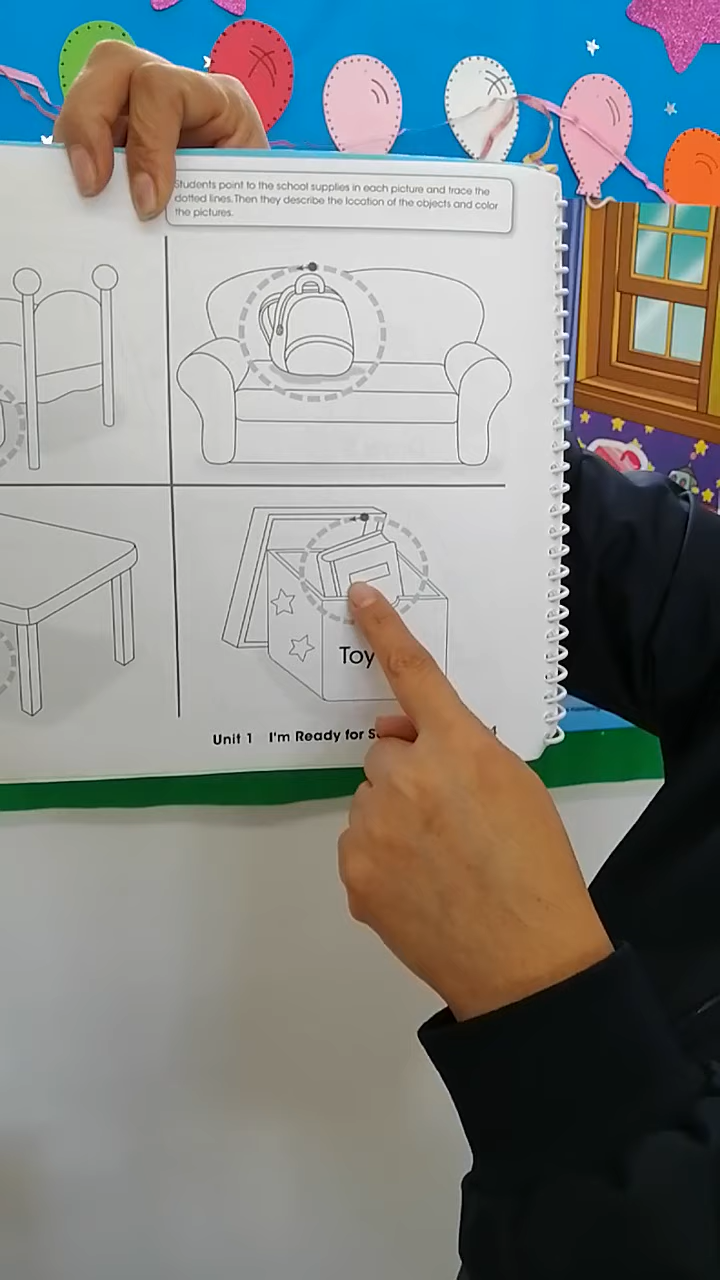 Students point to the school supplies in each picture and trace the
dotted lines. Then they describe the location of the objects and color
the pictures.
Toy
Unit 1 I'm Ready for